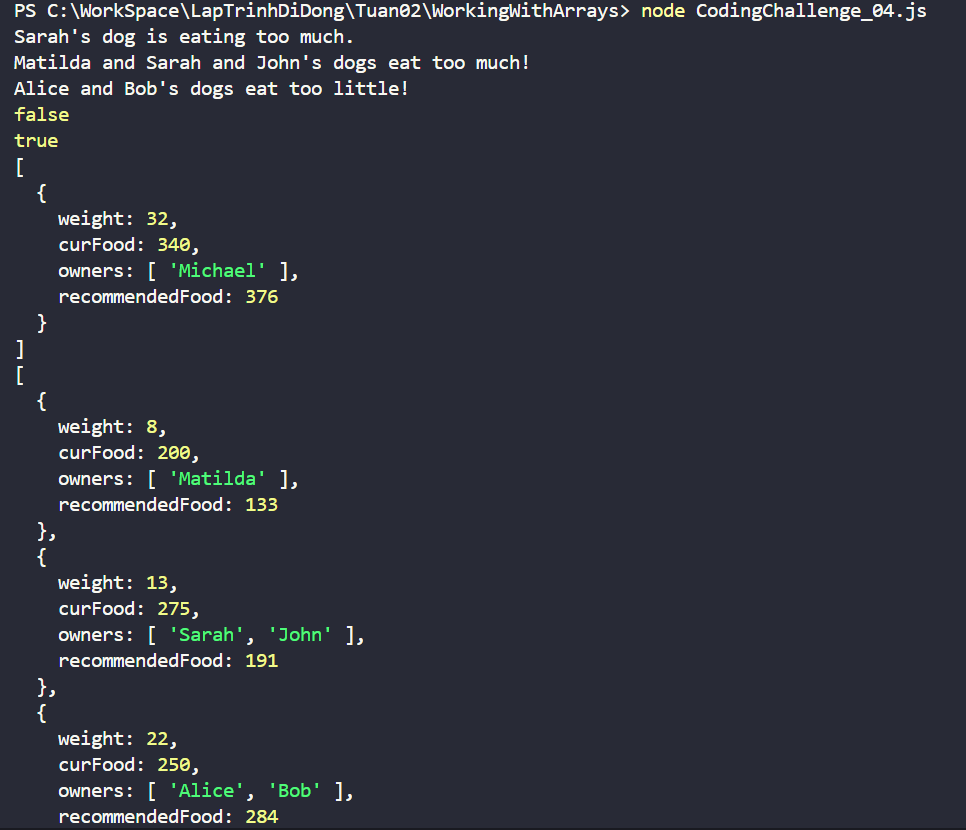 PS C:\WorkSpace\LapTrinhDiDong\Tuan02\WorkingWithArrays> node CodingChallenge_04.js
Sarah's dog is eating too much.
Matilda and Sarah and John's dogs eat too much!
Alice and Bob's dogs eat too little!
false
true
[
  {
    weight: 32,
    curFood: 340,
    owners: [ 'Michael' ],
    recommendedFood: 376
  }
]
[
  {
    weight: 8,
    curFood: 200,
    owners: [ 'Matilda' ],
    recommendedFood: 133
  },
  {
    weight: 13,
    curFood: 275,
    owners: [ 'Sarah', 'John' ],
    recommendedFood: 191
  },
  {
    weight: 22,
    curFood: 250,
    owners: [ 'Alice', 'Bob' ],
    recommendedFood: 284